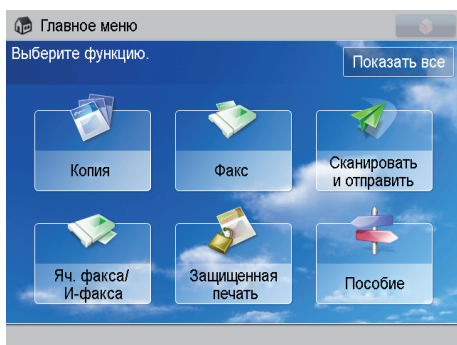 Главное меню
Выберите функцию.
Показать все
Копия
Факс
Сканировать
и отправить
Яч. факса/
И-факса
Защищенная
печать
Пособие